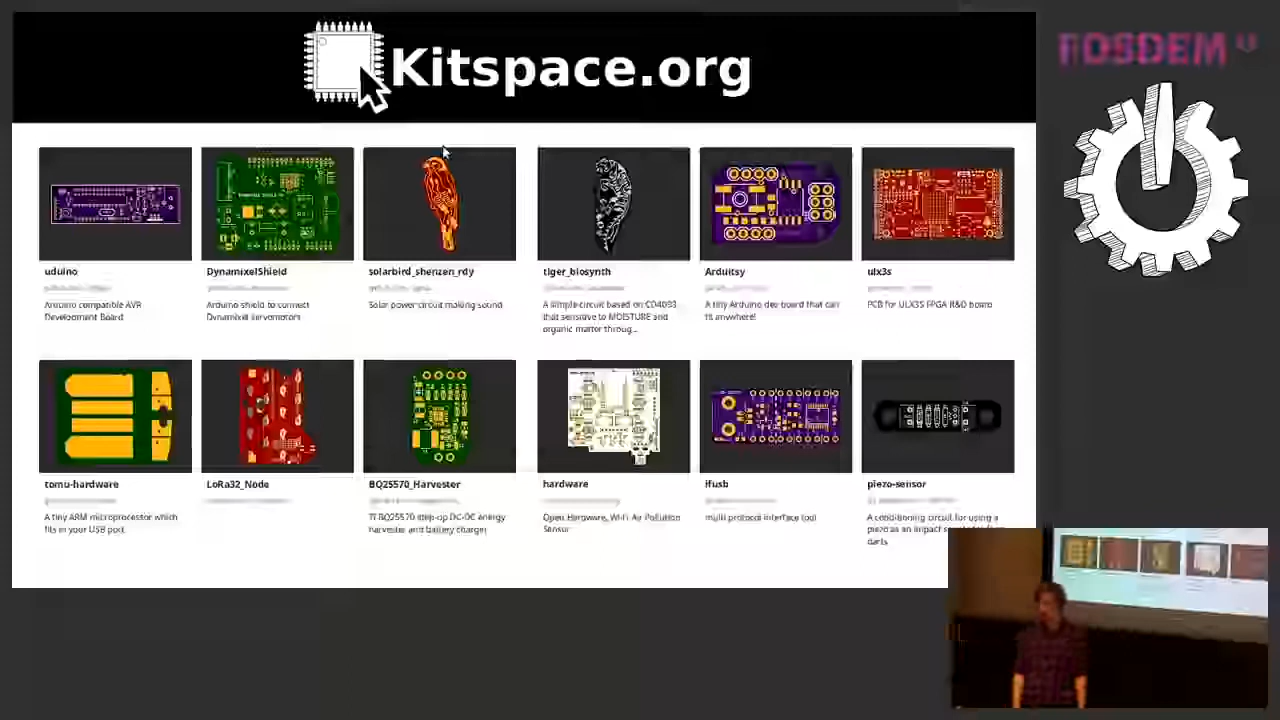 Kitspace.org
FOSDEM
uduino
Arduino compatible AVR
Development Board
DynamixelShield
Arduino shield to connect
Dynamixel servomotors
solarbird_shenzen_rdy
Solar power circuit making sound
tiger_biosynth
A simple circuit based on CD4093
that sensitive to MOISTURE and
organic matter throug...
Arduitsy
A tiny Arduino dev board that can
fit anywhere!
ulx3s
PCB for ULX3S FPGA R&D board
tomu-hardware
A tiny ARM microprocessor which
fits in your USB port
LoRa32_Node
BQ25570_Harvester
TI BQ25570 step-up DC-DC energy
harvester and battery charger
hardware
Open Hardware, Wi-Fi Air Pollution
Sensor
ifusb
multi protocol interface tool
piezo-sensor
A conditioning circuit for using a
piezo as an impact
darts